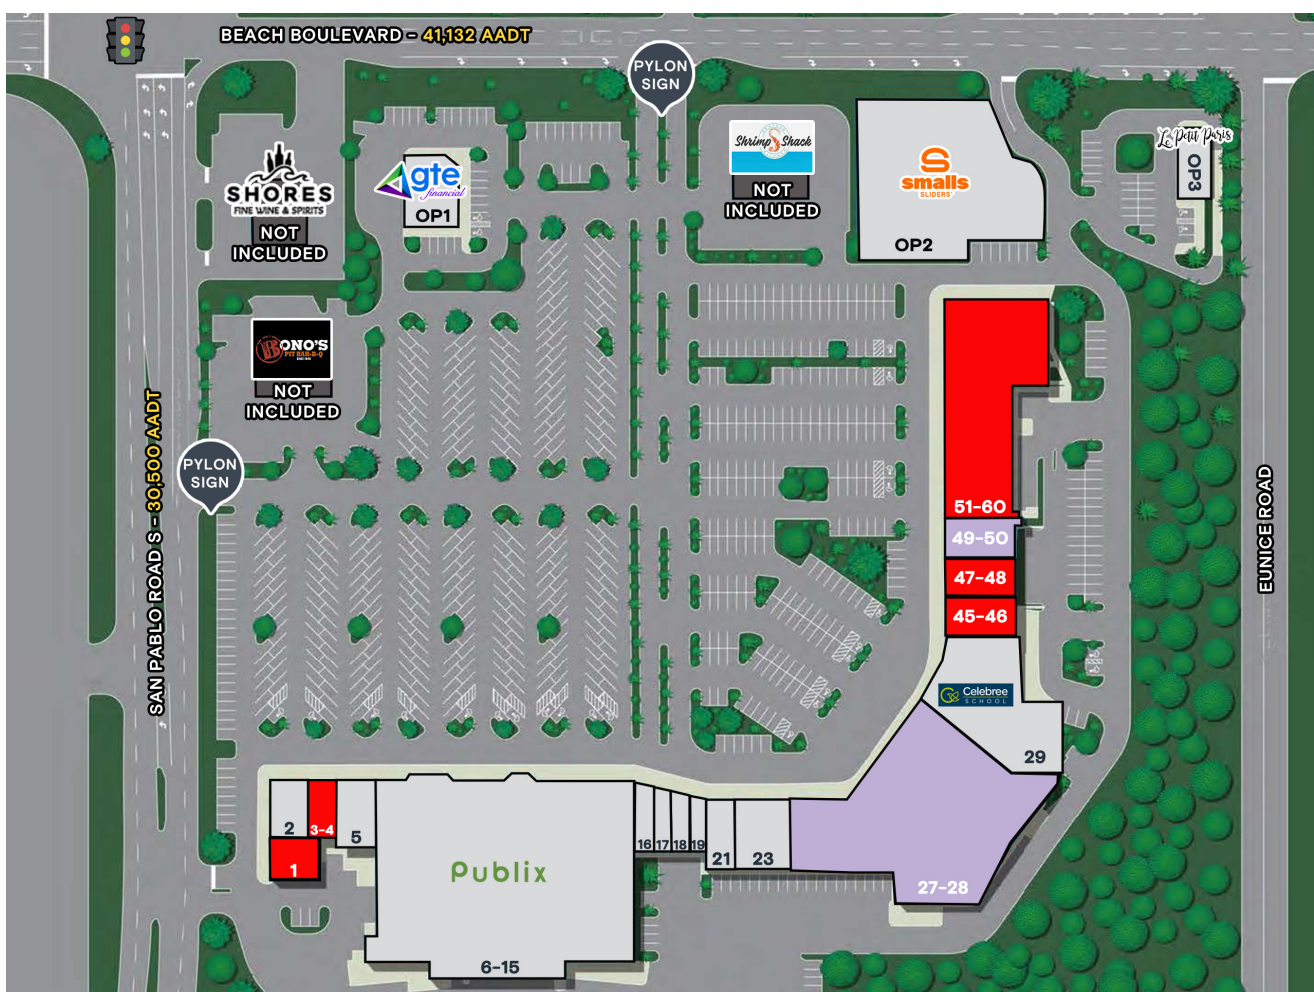 BEACH BOULEVARD - 41,132 AADT
PYLON
SIGN
SHORES
FINE WINE & SPIRITS
NOT
INCLUDED
gte
financial
OP1
Shrimp S Shack
NOT
INCLUDED
smalls
SLIDERS
OP2
Le Petit Paris
OP3
BONO'S
PIT BAR-B-Q
NOT
INCLUDED
PYLON
SIGN
SAN PABLO ROAD S - 30,500 AADT
EUNICE ROAD
51-60
49-50
47-48
45-46
Celebree
SCHOOL
29
2
3-4
5
1
Publix
6-15
16
17
18
19
21
23
27-28